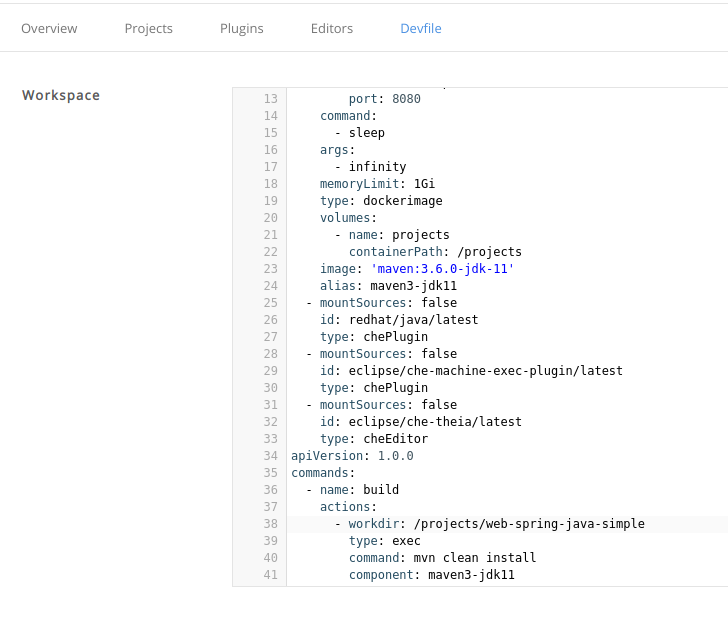 Overview Projects Plugins Editors Devfile
Workspace
13 port: 8080
14 command:
15 - sleep
16 args:
17 - infinity
18 memoryLimit: 1Gi
19 type: dockerimage
20 volumes:
21 - name: projects
22 containerPath: /projects
23 image: 'maven:3.6.0-jdk-11'
24 alias: maven3-jdk11
25 - mountSources: false
26 id: redhat/java/latest
27 type: chePlugin
28 - mountSources: false
29 id: eclipse/che-machine-exec-plugin/latest
30 type: chePlugin
31 - mountSources: false
32 id: eclipse/che-theia/latest
33 type: cheEditor
34 apiVersion: 1.0.0
35 commands:
36 - name: build
37 actions:
38 - workdir: /projects/web-spring-java-simple
39 type: exec
40 command: mvn clean install
41 component: maven3-jdk11